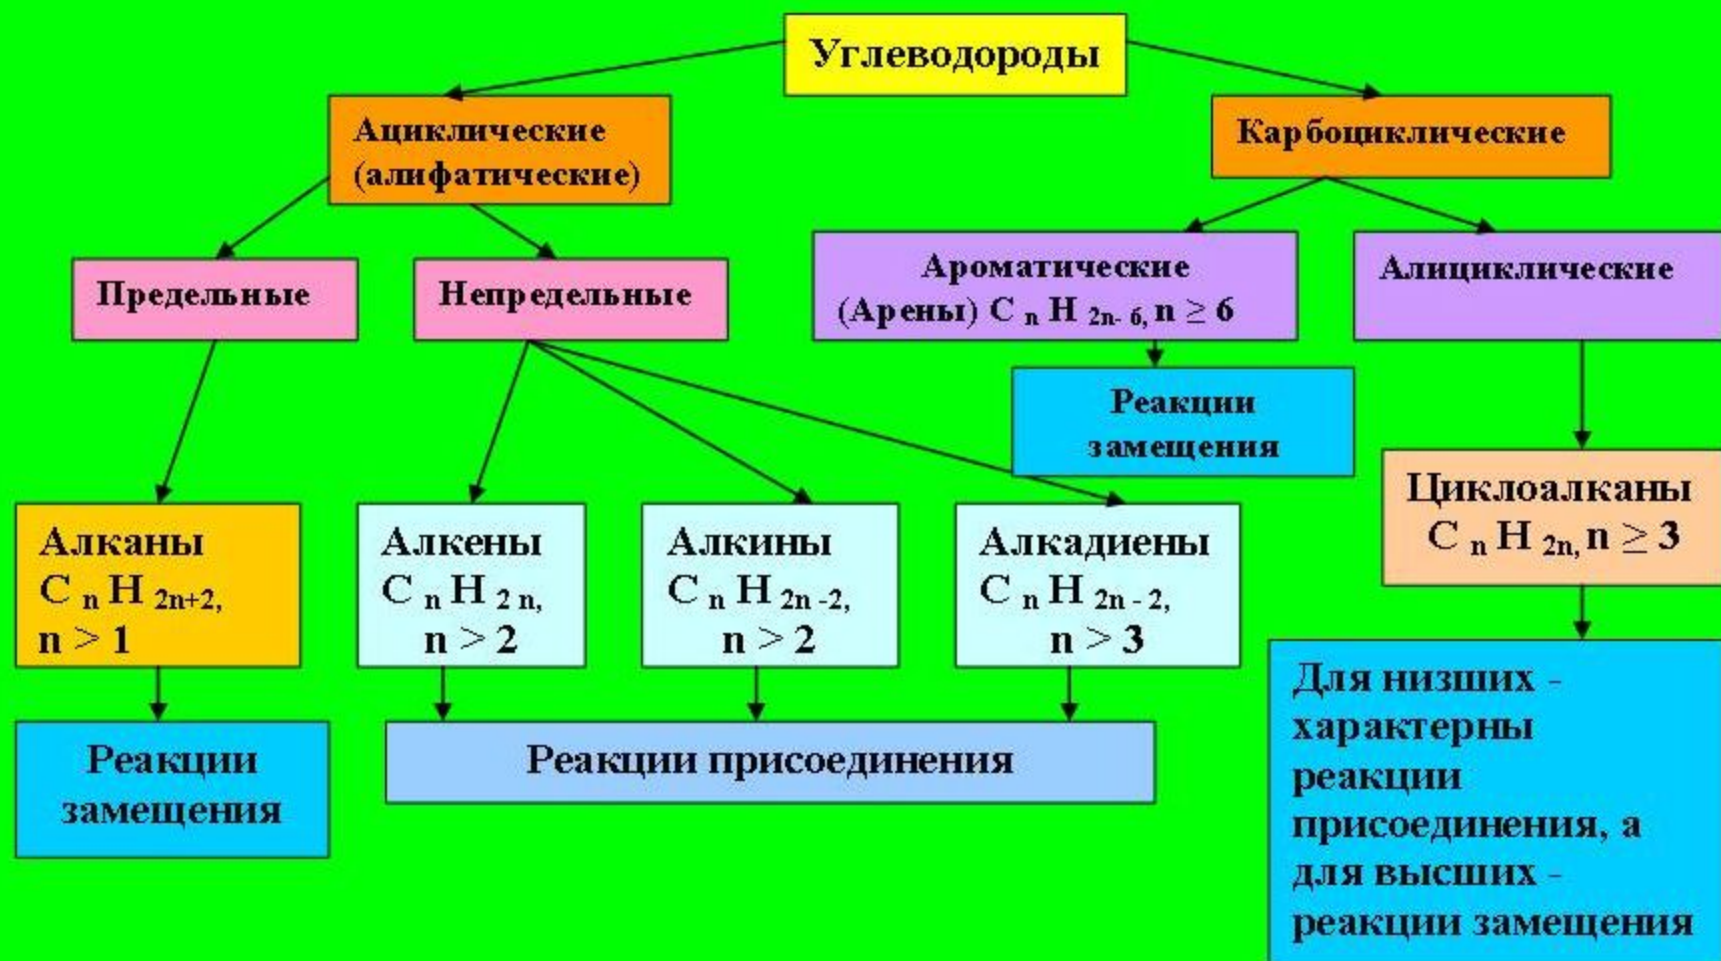 Углеводороды
Ациклические
(алифатические)
Карбоциклические
Предельные
Непредельные
Ароматические
(Арены) C n H 2n- 6, n ≥ 6
Алициклические
Реакции
замещения
Алканы
C n H 2n+2,
n > 1
Алкены
C n H 2 n,
n > 2
Алкины
C n H 2n -2,
n > 2
Алкадиены
C n H 2n - 2,
n > 3
Циклоалканы
C n H 2n, n ≥ 3
Реакции
замещения
Реакции присоединения
Для низших -
характерны
реакции
присоединения, а
для высших -
реакции замещения